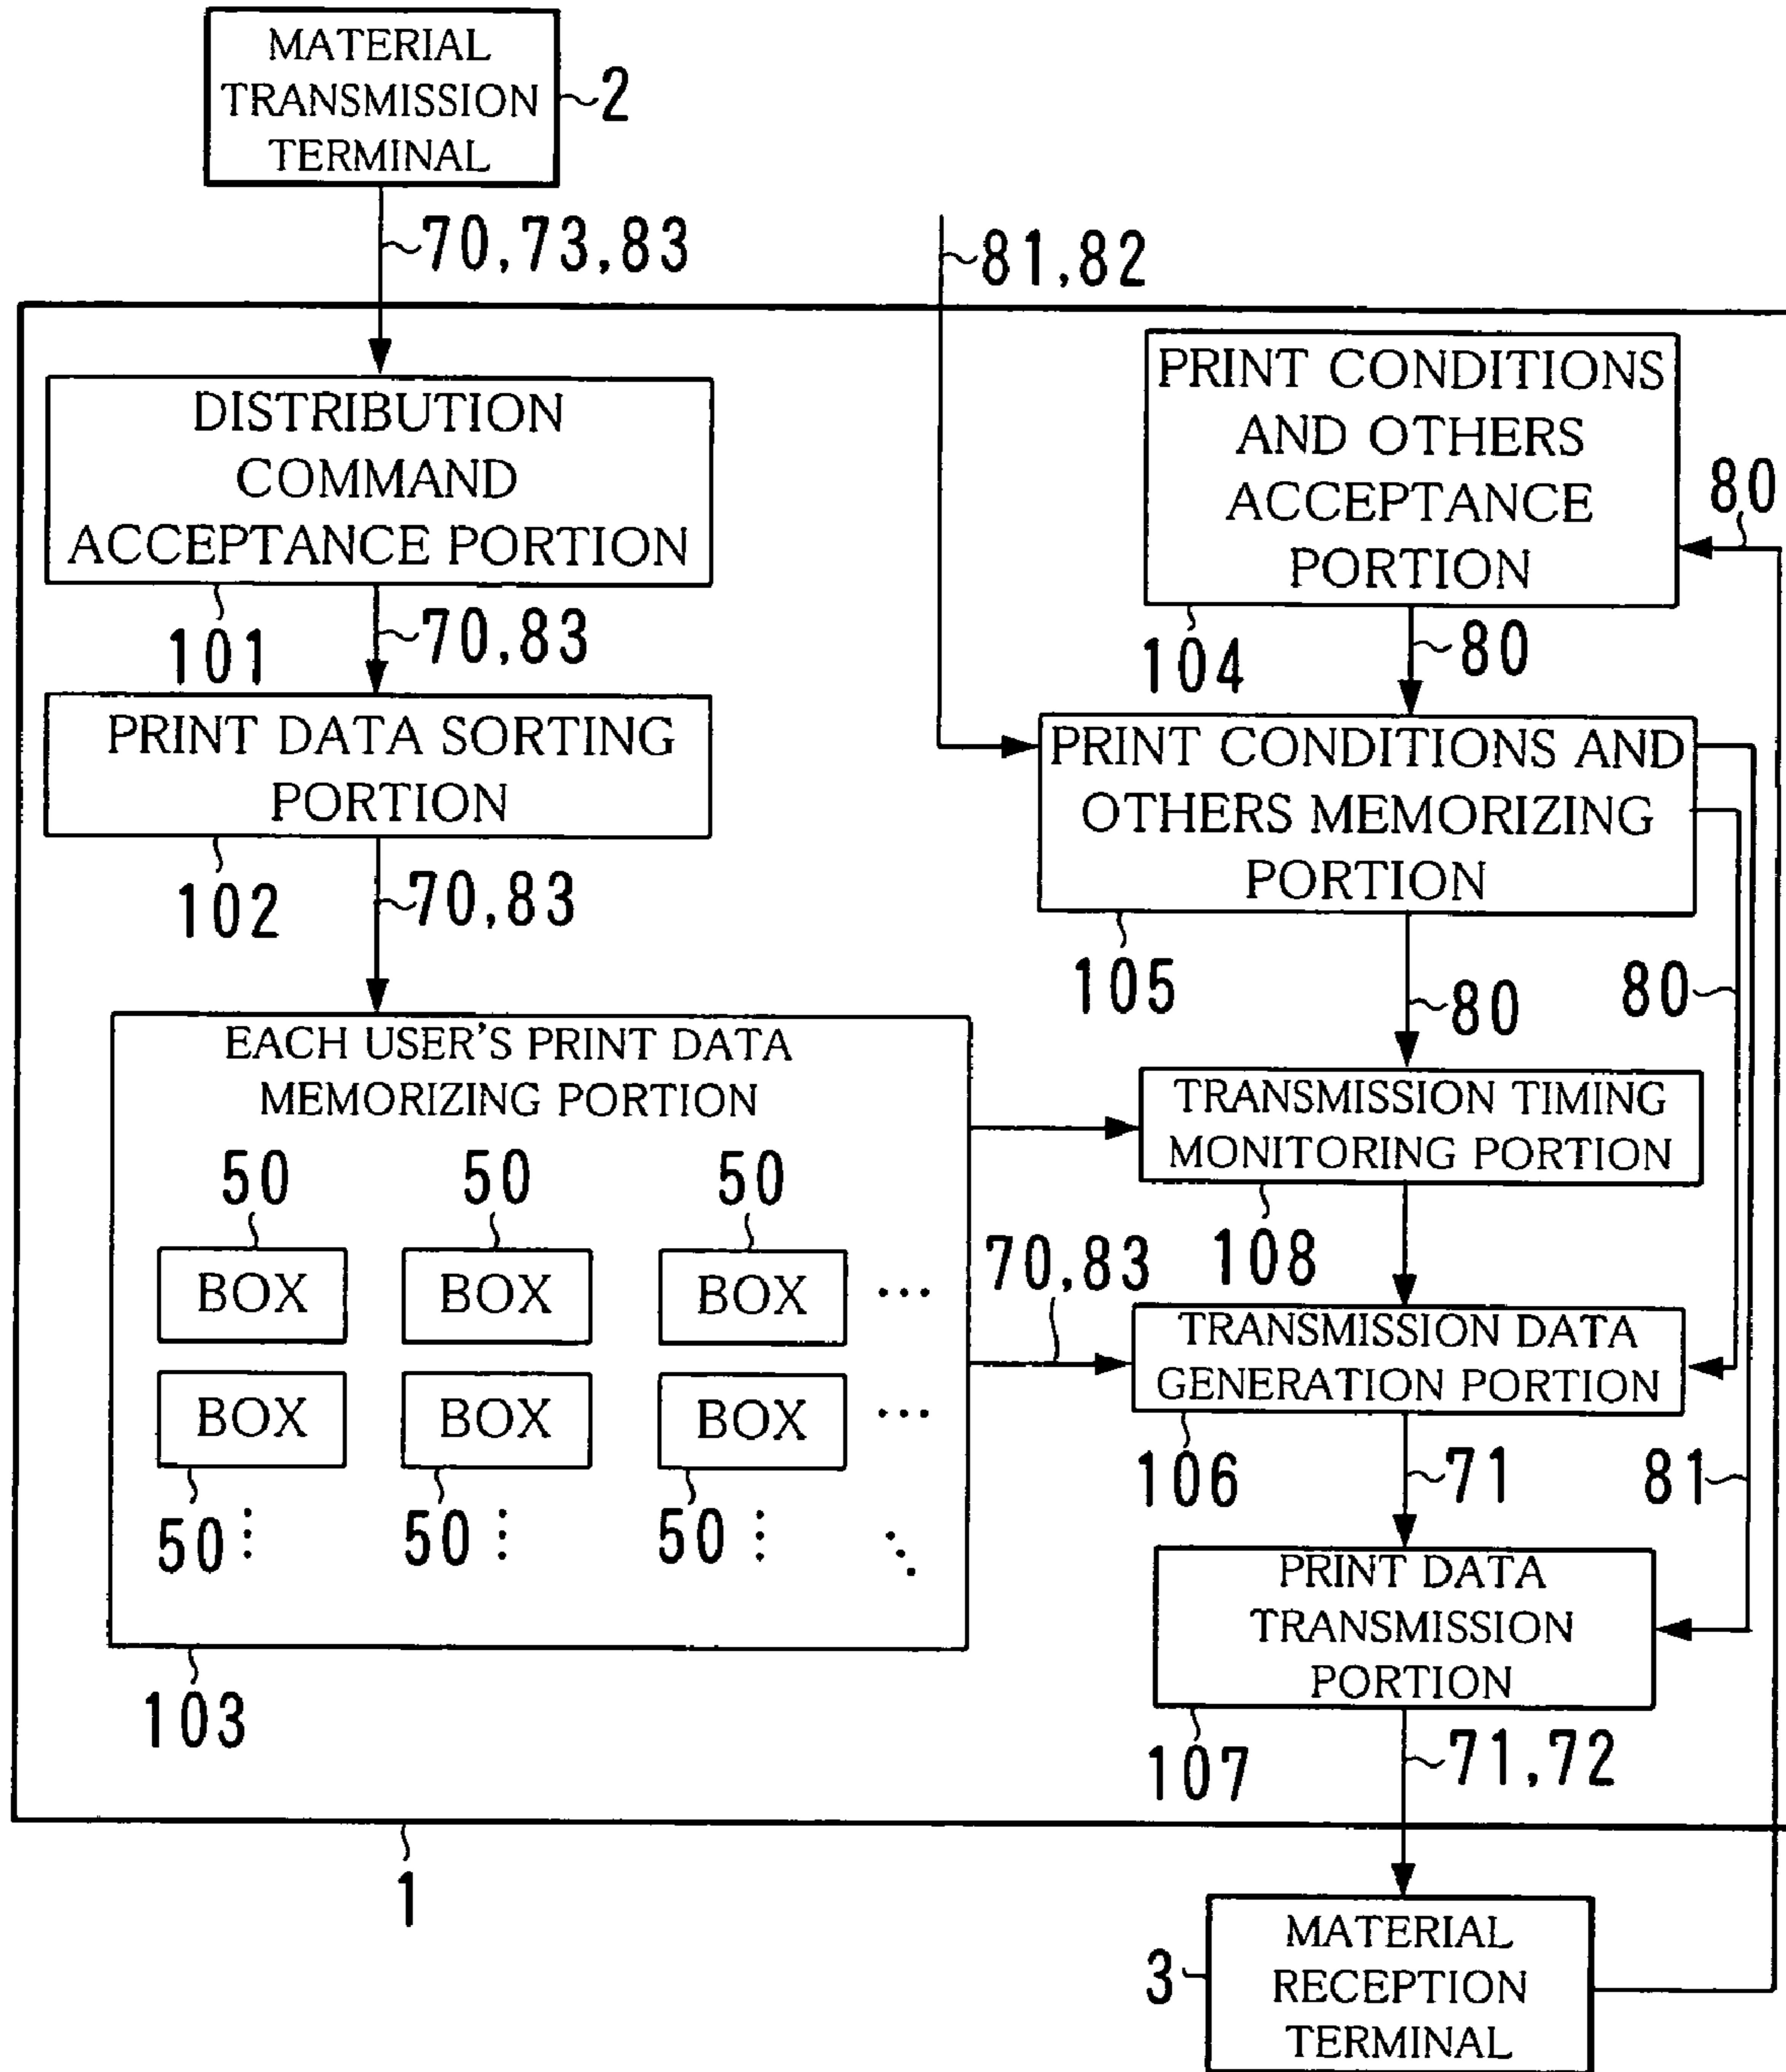 MATERIAL
TRANSMISSION
TERMINAL
2
70,73,83
81,82
DISTRIBUTION
COMMAND
ACCEPTANCE PORTION
101
70,83
PRINT DATA SORTING
PORTION
102
70,83
PRINT CONDITIONS
AND OTHERS
ACCEPTANCE
PORTION
80
104
80
PRINT CONDITIONS AND
OTHERS MEMORIZING
PORTION
105
80
80
EACH USER'S PRINT DATA
MEMORIZING PORTION
50 50 50
BOX BOX BOX ...
BOX BOX BOX ...
50 50 50
103
TRANSMISSION TIMING
MONITORING PORTION
108
70,83
TRANSMISSION DATA
GENERATION PORTION
106
71
81
PRINT DATA
TRANSMISSION
PORTION
107
71,72
1
3
MATERIAL
RECEPTION
TERMINAL